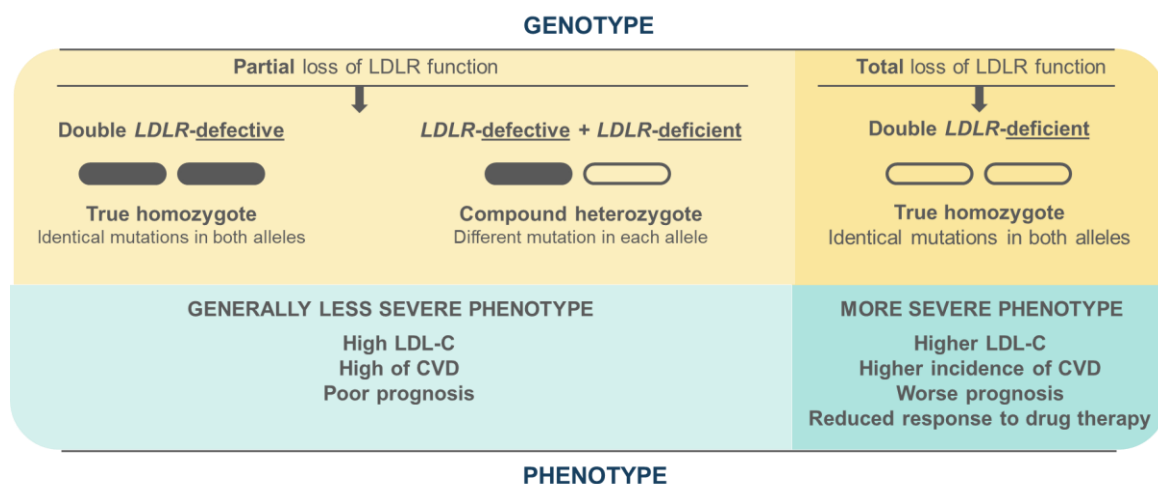 GENOTYPE
Partial loss of LDLR function
Double LDLR-defective
LDLR-defective + LDLR-deficient
True homozygote
Identical mutations in both alleles
Compound heterozygote
Different mutation in each allele
Total loss of LDLR function
Double LDLR-deficient
True homozygote
Identical mutations in both alleles
GENERALLY LESS SEVERE PHENOTYPE
High LDL-C
High of CVD
Poor prognosis
MORE SEVERE PHENOTYPE
Higher LDL-C
Higher incidence of CVD
Worse prognosis
Reduced response to drug therapy
PHENOTYPE